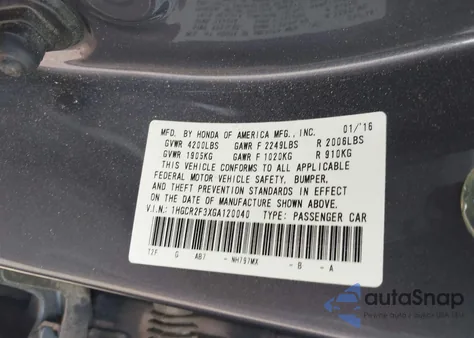 MFD. BY HONDA OF AMERICA MFG., INC. 01/'16
GVWR 4200LBS GAWR F 2249LBS R 2006LBS
GVWR 1905KG GAWR F 1020KG R 910KG
THIS VEHICLE CONFORMS TO ALL APPLICABLE
FEDERAL MOTOR VEHICLE SAFETY, BUMPER,
AND THEFT PREVENTION STANDARDS IN EFFECT
ON THE DATE OF MANUFACTURE SHOWN ABOVE.
V.I.N.: 1HGCR2F3XGA120040 TYPE: PASSENGER CAR
T2F G AB7 - NH797MX - B - A
autoSnap